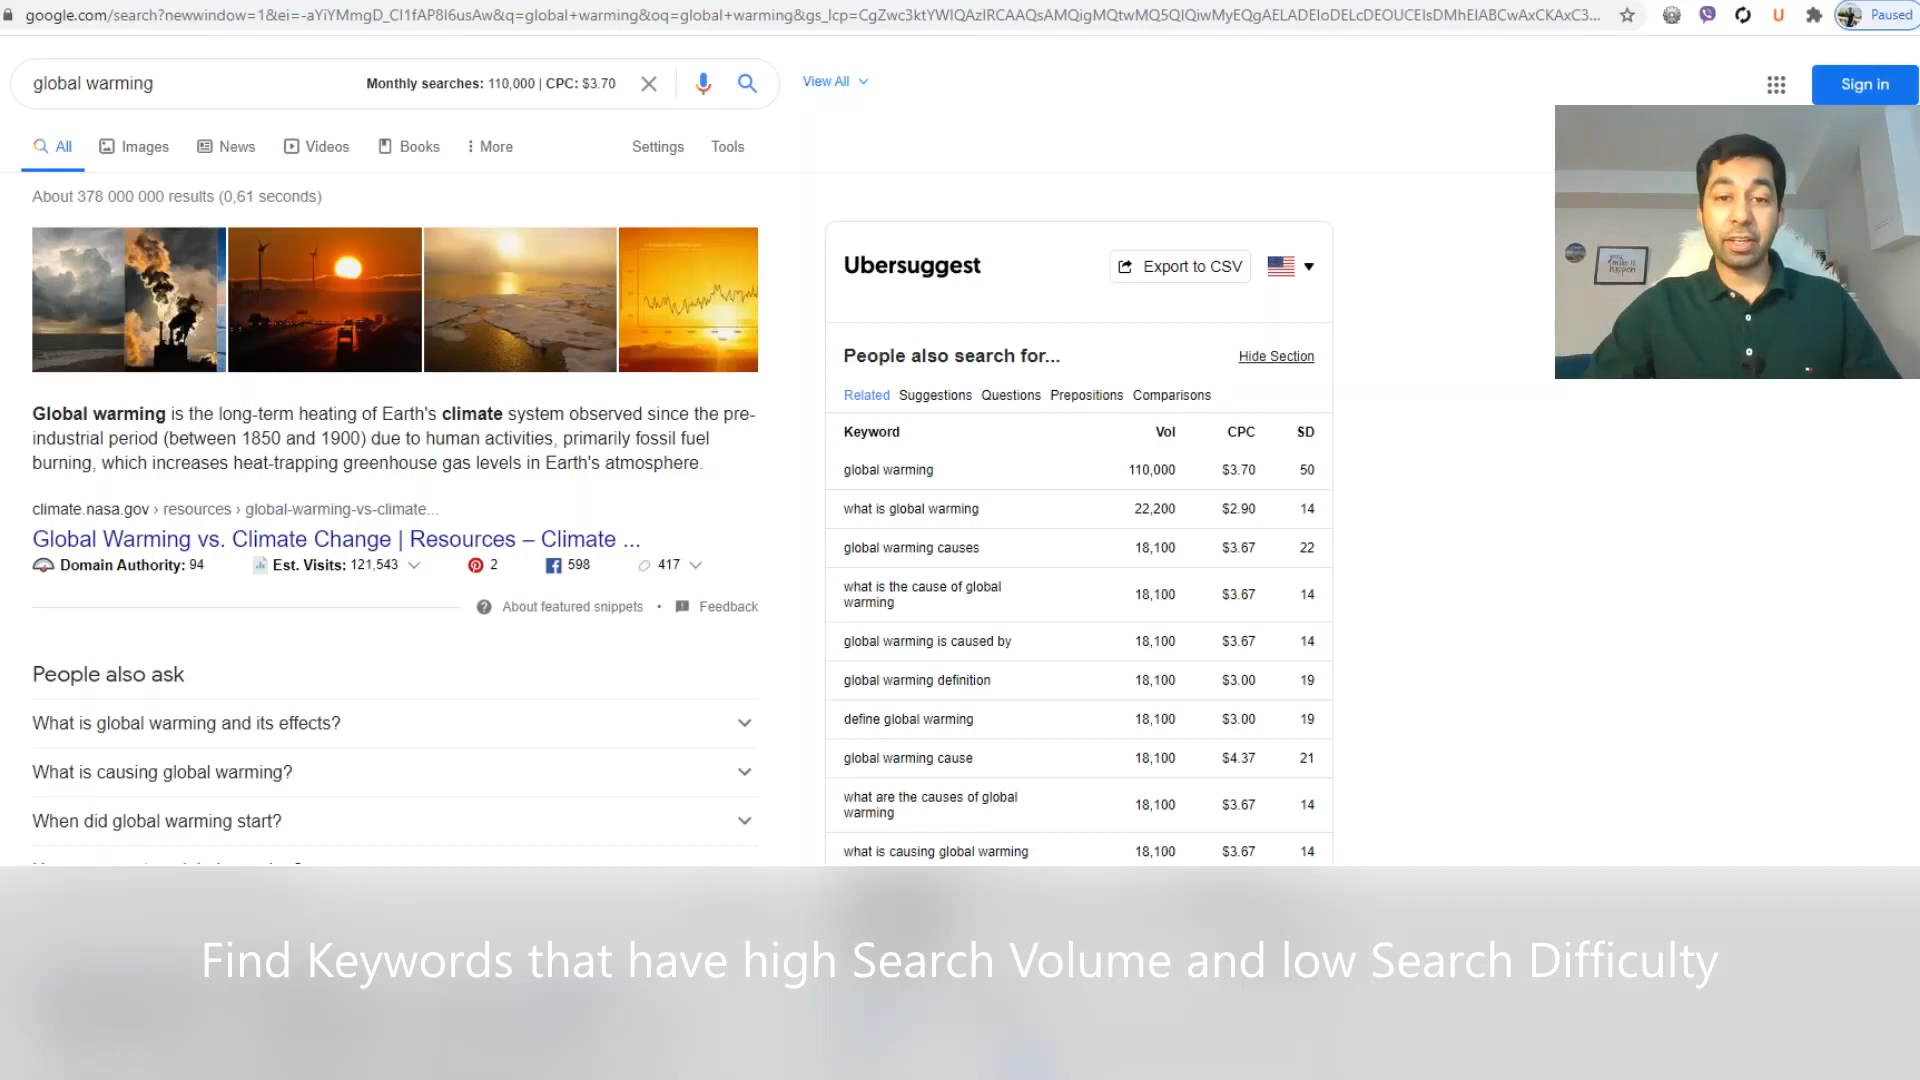 google.com/search?newwindow=1&ei=-aYiYMmgD_CI1fAP8I6usAw&q=global+warming&oq=global+warming&gs_lcp=
Paused
global warming
Monthly searches: 110,000 | CPC: $3.70
View All
Sign in
All Images News Videos Books More Settings Tools
About 378 000 000 results (0,61 seconds)
Global warming is the long-term heating of Earth's climate system observed since the pre-
industrial period (between 1850 and 1900) due to human activities, primarily fossil fuel
burning, which increases heat-trapping greenhouse gas levels in Earth's atmosphere.
climate.nasa.gov › resources › global-warming-vs-climate...
Global Warming vs. Climate Change | Resources – Climate ...
Domain Authority: 94 Est. Visits: 121,543 2 598 417
About featured snippets • Feedback
People also ask
What is global warming and its effects?
What is causing global warming?
When did global warming start?
Ubersuggest
Export to CSV
People also search for...
Hide Section
Related Suggestions Questions Prepositions Comparisons
Keyword Vol CPC SD
global warming 110,000 $3.70 50
what is global warming 22,200 $2.90 14
global warming causes 18,100 $3.67 22
what is the cause of global
warming 18,100 $3.67 14
global warming is caused by 18,100 $3.67 14
global warming definition 18,100 $3.00 19
define global warming 18,100 $3.00 19
global warming cause 18,100 $4.37 21
what are the causes of global
warming 18,100 $3.67 14
what is causing global warming 18,100 $3.67 14
Find Keywords that have high Search Volume and low Search Difficulty